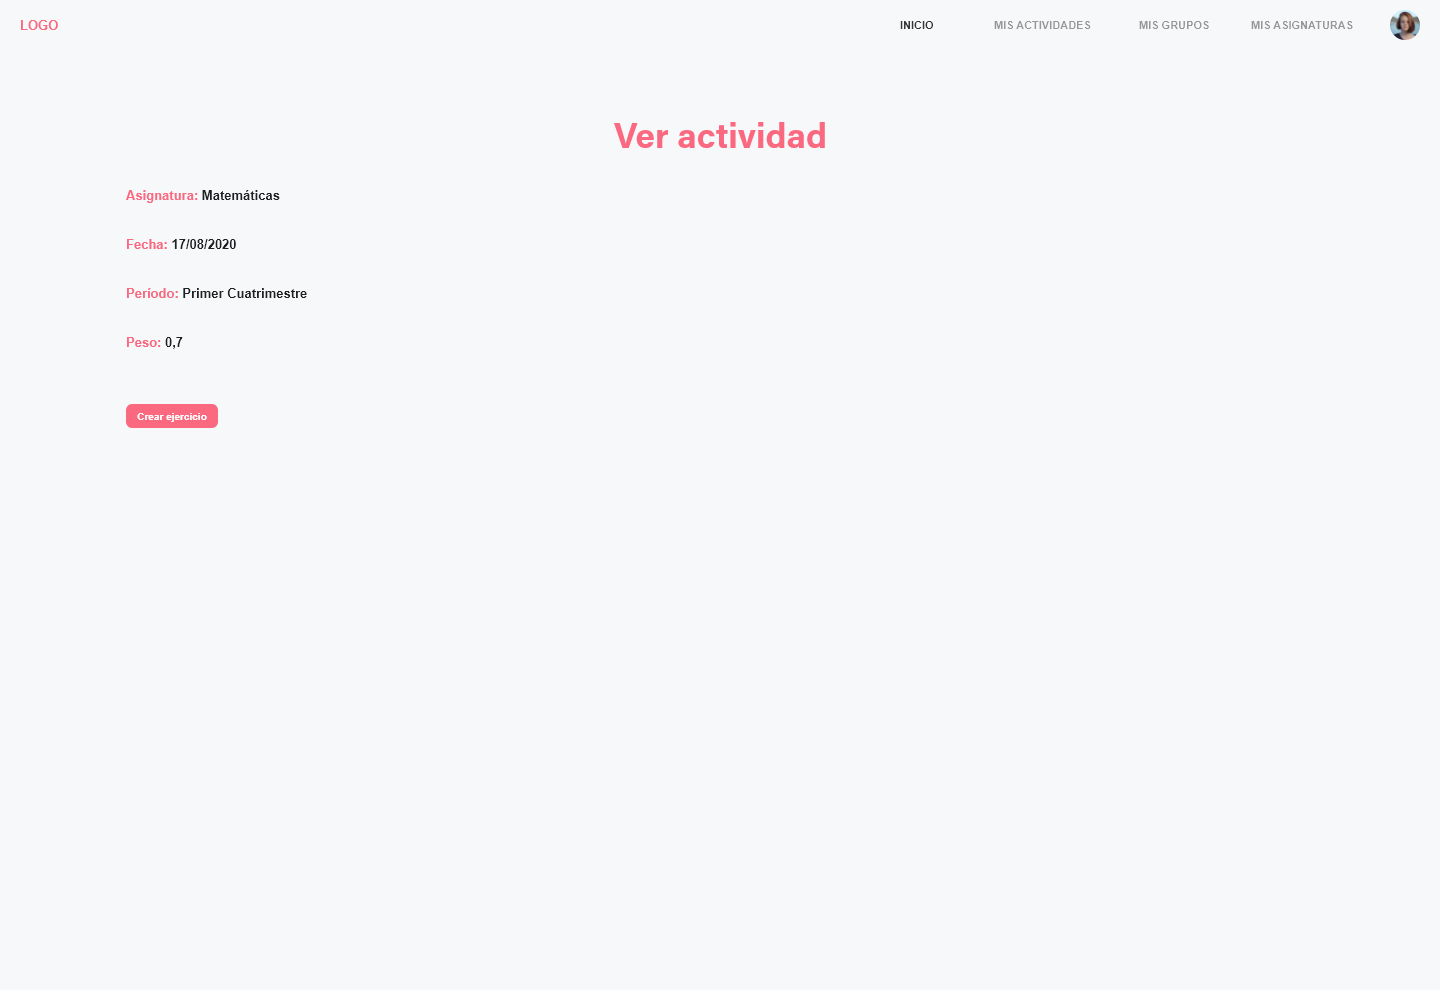 LOGO
INICIO
MIS ACTIVIDADES
MIS GRUPOS
MIS ASIGNATURAS
Ver actividad
Asignatura: Matemáticas
Fecha: 17/08/2020
Período: Primer Cuatrimestre
Peso: 0,7
Crear ejercicio